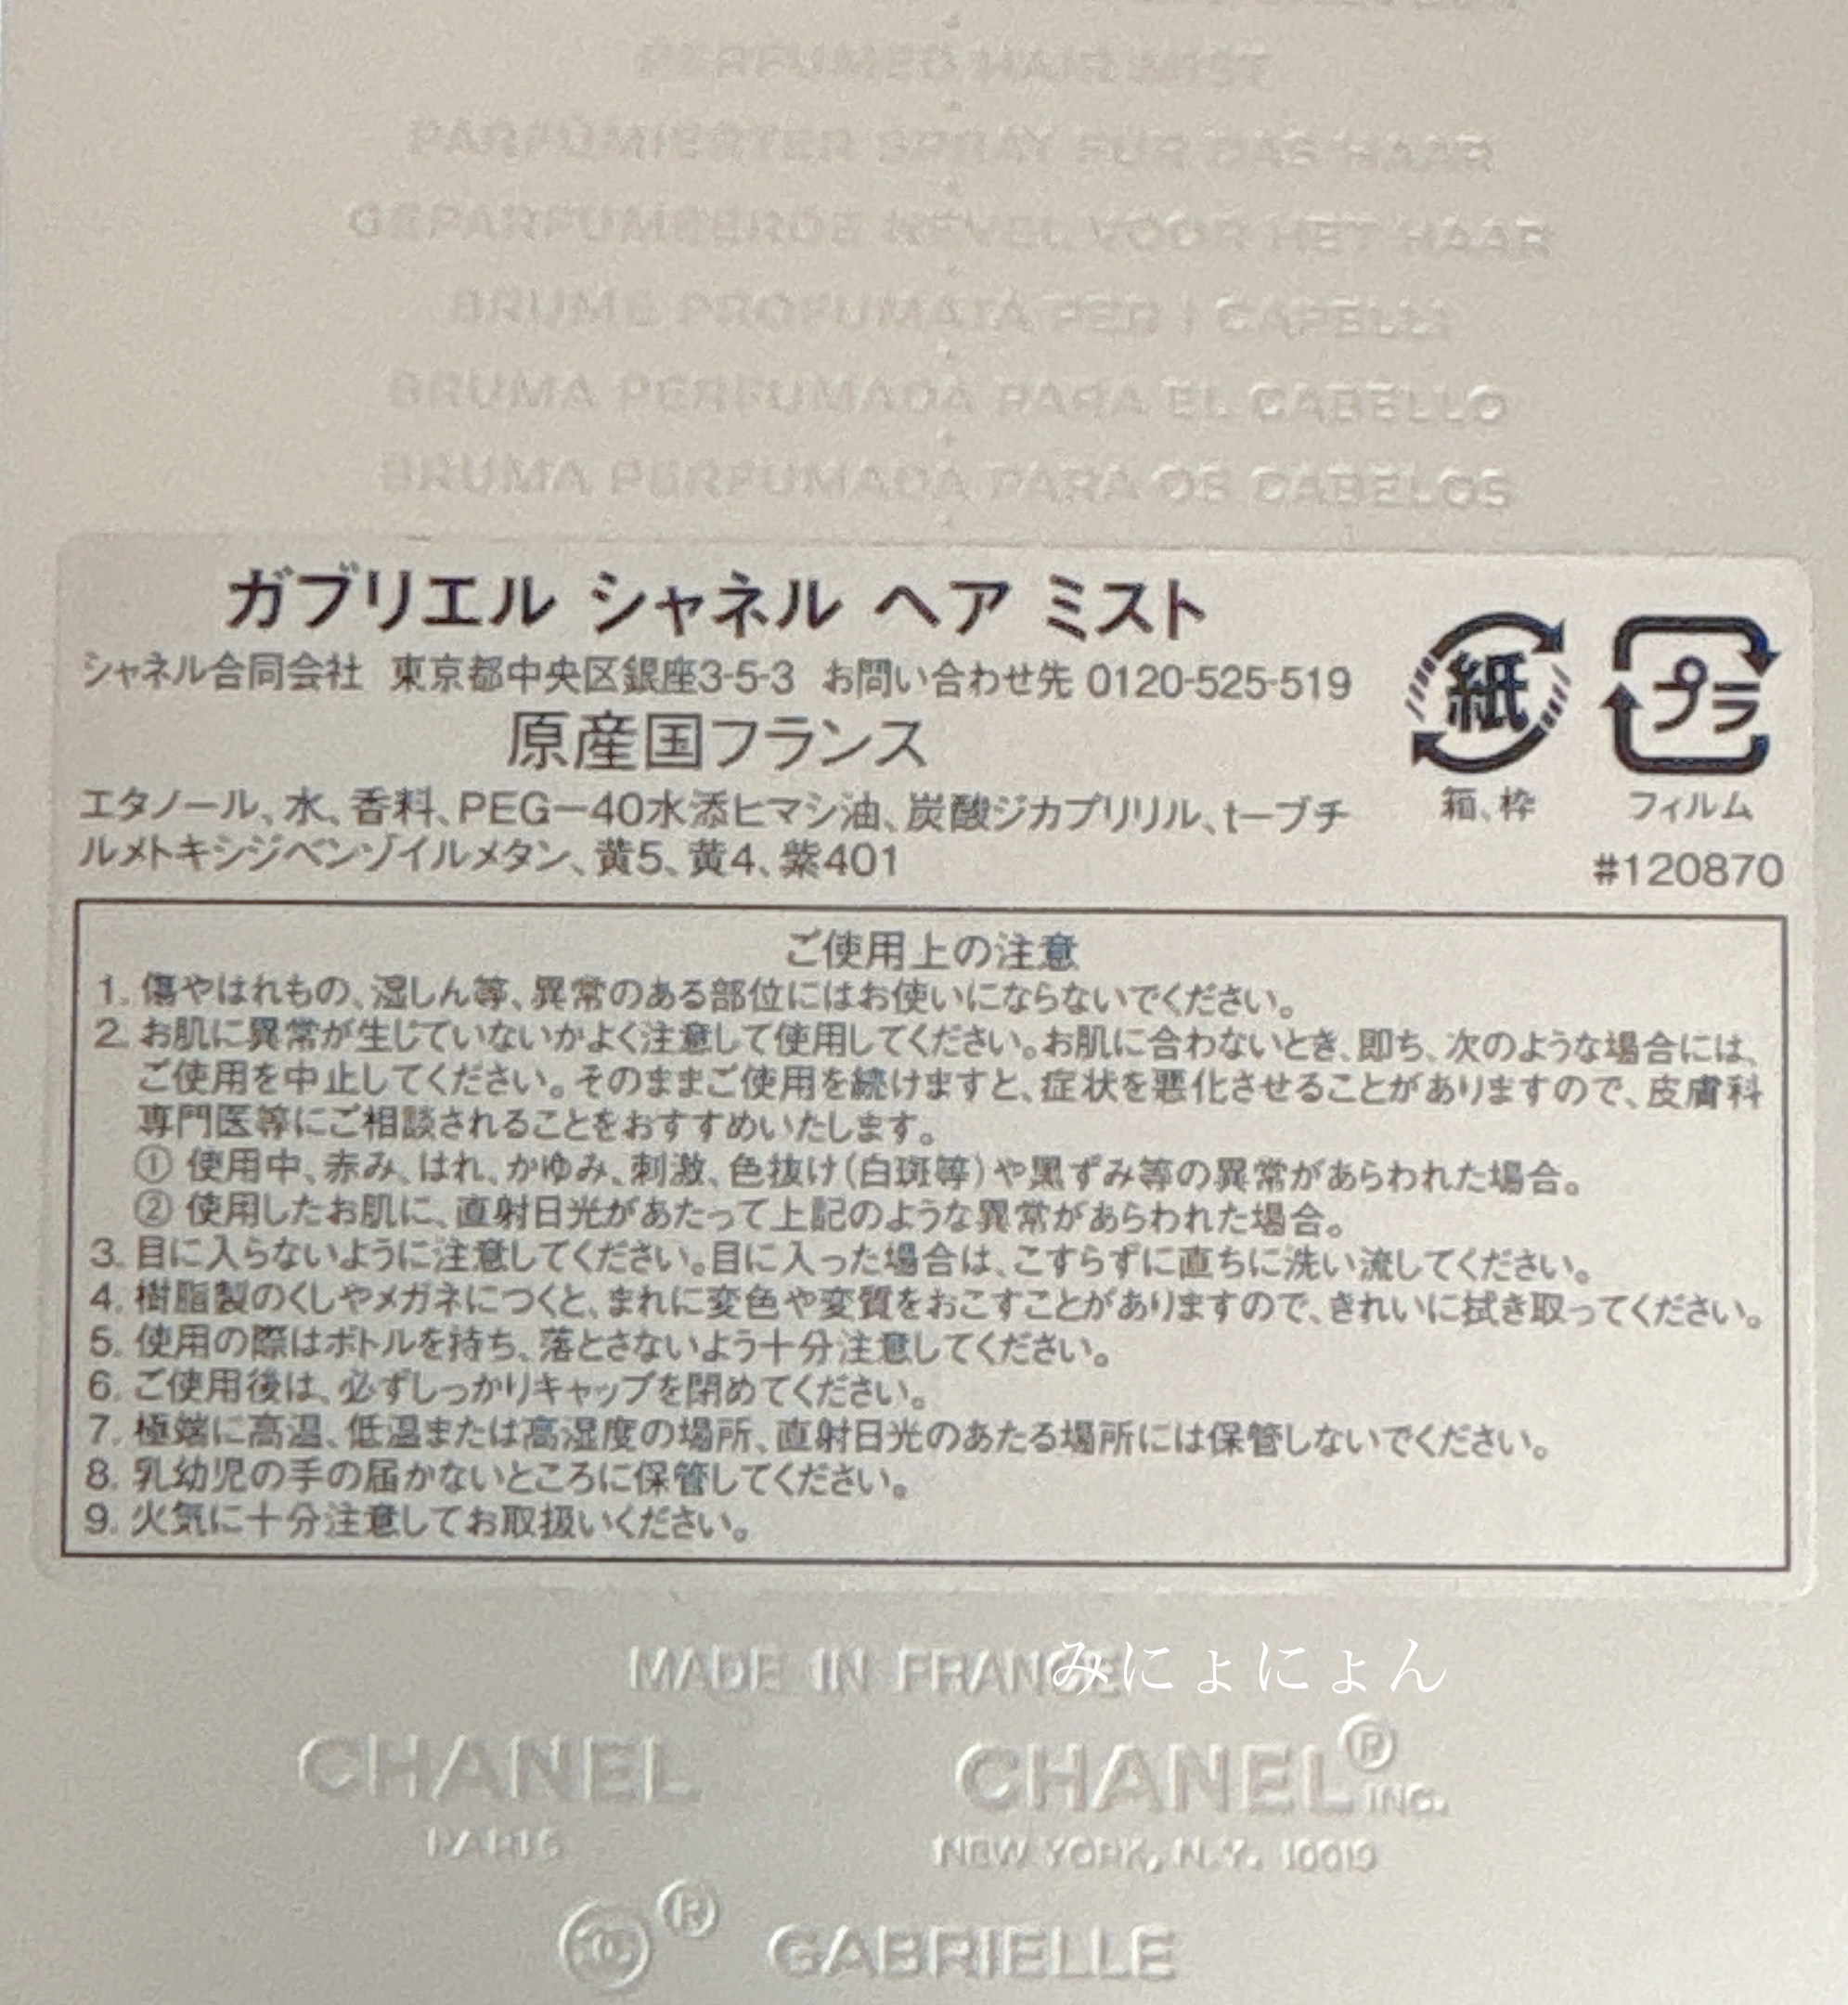 PERFUMED HAIR MIST
PARFÜMIERTER SPRAY FÜR DAS HAAR
GEPARFUMEERDE NEVEL VOOR HET HAAR
BRUME PROFUMATA PER I CAPELLI
BRUMA PERFUMADA PARA EL CABELLO
BRUMA PERFUMADA PARA OS CABELOS
ガブリエル シャネル ヘア ミスト
シャネル合同会社 東京都中央区銀座3-5-3 お問い合わせ先 0120-525-519
原産国フランス
紙
プラ
箱、枠
フィルム
エタノール、水、香料、PEGー40水添ヒマシ油、炭酸ジカプリリル、tーブチ
ルメトキシジベンゾイルメタン、黄5、黄4、紫401
#120870
ご使用上の注意
1. 傷やはれもの、湿しん等、異常のある部位にはお使いにならないでください。
2. お肌に異常が生じていないかよく注意して使用してください。お肌に合わないとき、即ち、次のような場合には、
ご使用を中止してください。そのままご使用を続けますと、症状を悪化させることがありますので、皮膚科
専門医等にご相談されることをおすすめいたします。
① 使用中、赤み、はれ、かゆみ、刺激、色抜け(白斑等)や黒ずみ等の異常があらわれた場合。
② 使用したお肌に、直射日光があたって上記のような異常があらわれた場合。
3. 目に入らないように注意してください。目に入った場合は、こすらずに直ちに洗い流してください。
4. 樹脂製のくしやメガネにつくと、まれに変色や変質をおこすことがありますので、きれいに拭き取ってください。
5. 使用の際はボトルを持ち、落とさないよう十分注意してください。
6. ご使用後は、必ずしっかりキャップを閉めてください。
7. 極端に高温、低温または高湿度の場所、直射日光のあたる場所には保管しないでください。
8. 乳幼児の手の届かないところに保管してください。
9. 火気に十分注意してお取扱いください。
MADE IN FRANCE
みにょにょん
CHANEL
PARIS
CHANEL® INC.
NEW YORK, N.Y. 10019
® GABRIELLE